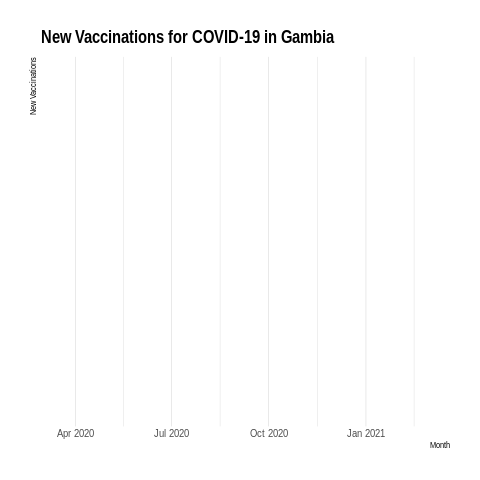 New Vaccinations for COVID-19 in Gambia
New Vaccinations
Apr 2020
Jul 2020
Oct 2020
Jan 2021
Month